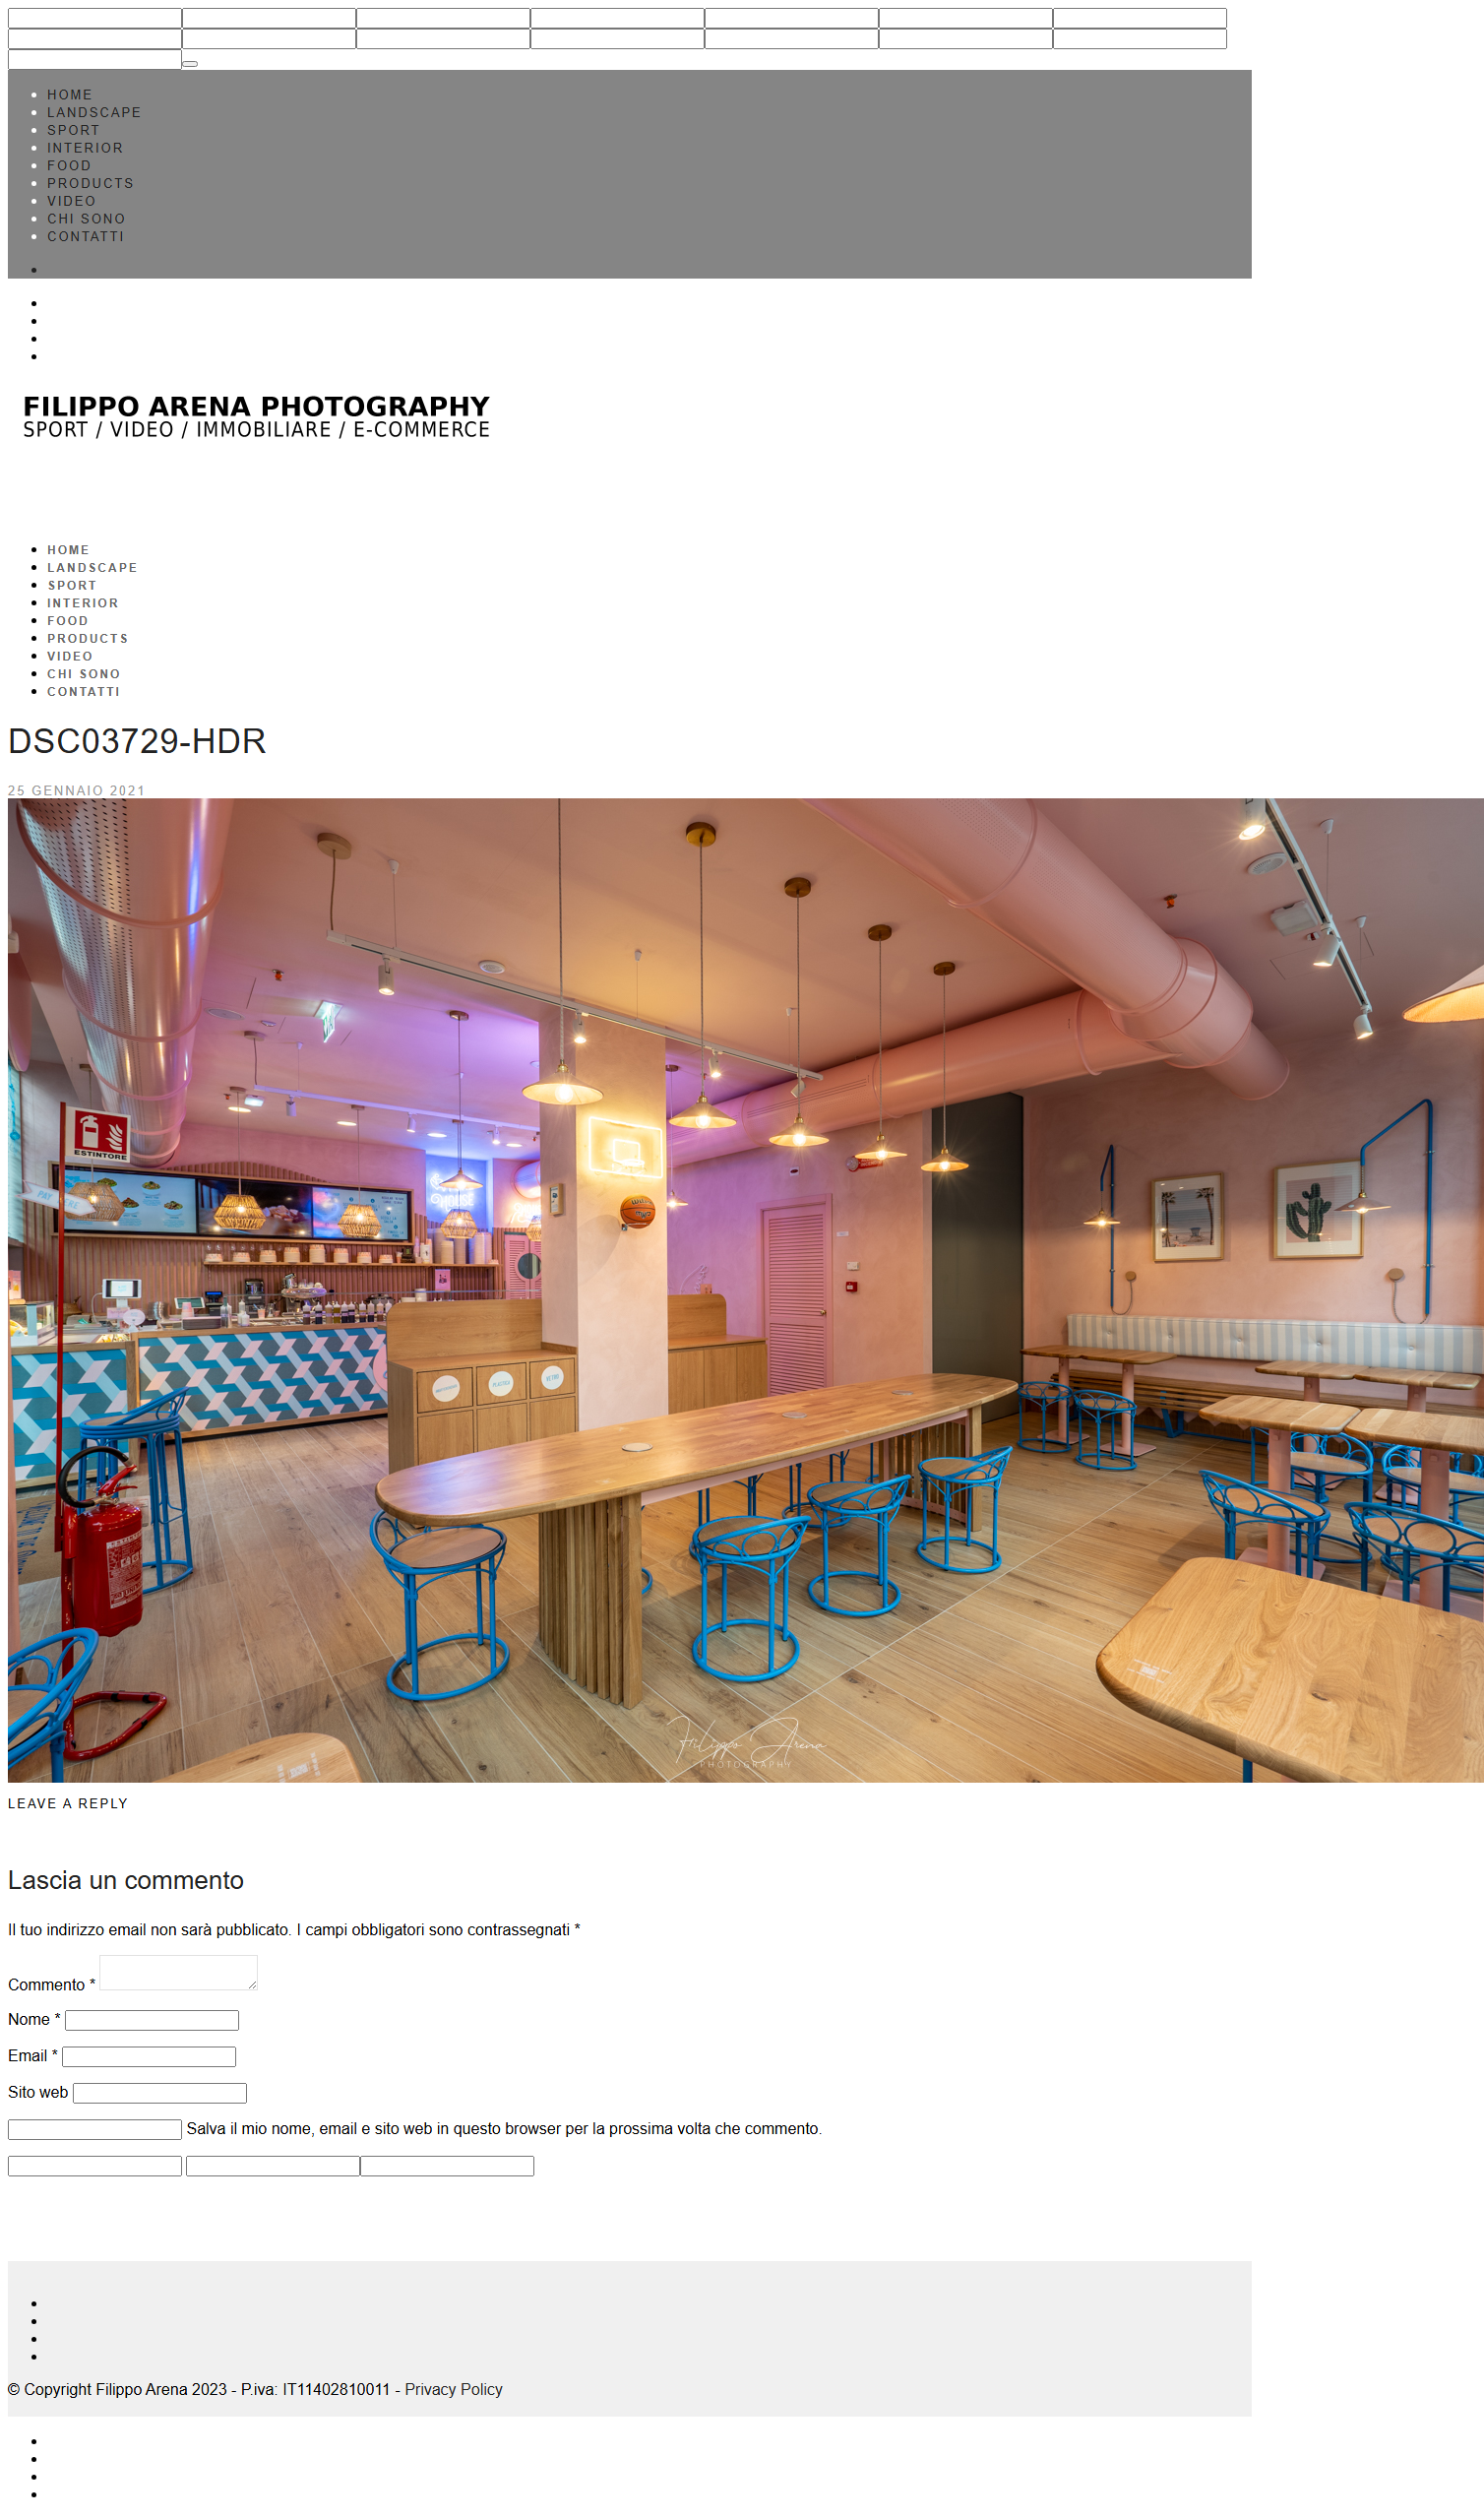 HOME
LANDSCAPE
SPORT
INTERIOR
FOOD
PRODUCTS
VIDEO
CHI SONO
CONTATTI
FILIPPO ARENA PHOTOGRAPHY
SPORT / VIDEO / IMMOBILIARE / E-COMMERCE
HOME
LANDSCAPE
SPORT
INTERIOR
FOOD
PRODUCTS
VIDEO
CHI SONO
CONTATTI
DSC03729-HDR
25 GENNAIO 2021
ESTINTORE
PAY HERE
Filippo Arena
PHOTOGRAPHY
LEAVE A REPLY
Lascia un commento
Il tuo indirizzo email non sarà pubblicato. I campi obbligatori sono contrassegnati *
Commento *
Nome *
Email *
Sito web
Salva il mio nome, email e sito web in questo browser per la prossima volta che commento.
© Copyright Filippo Arena 2023 - P.iva: IT11402810011 - Privacy Policy